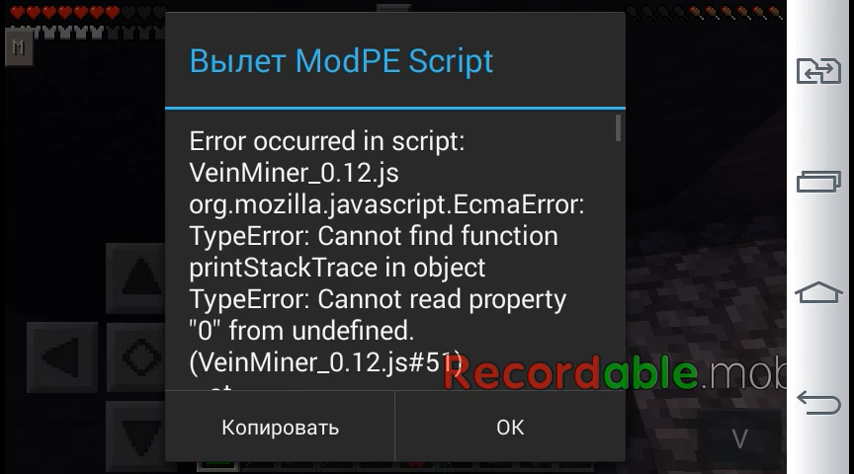 M
Вылет ModPE Script
Error occurred in script:
VeinMiner_0.12.js
org.mozilla.javascript.EcmaError:
TypeError: Cannot find function
printStackTrace in object
TypeError: Cannot read property
"0" from undefined.
(VeinMiner_0.12.js#51)
Recordable.mob
Копировать
OK
V